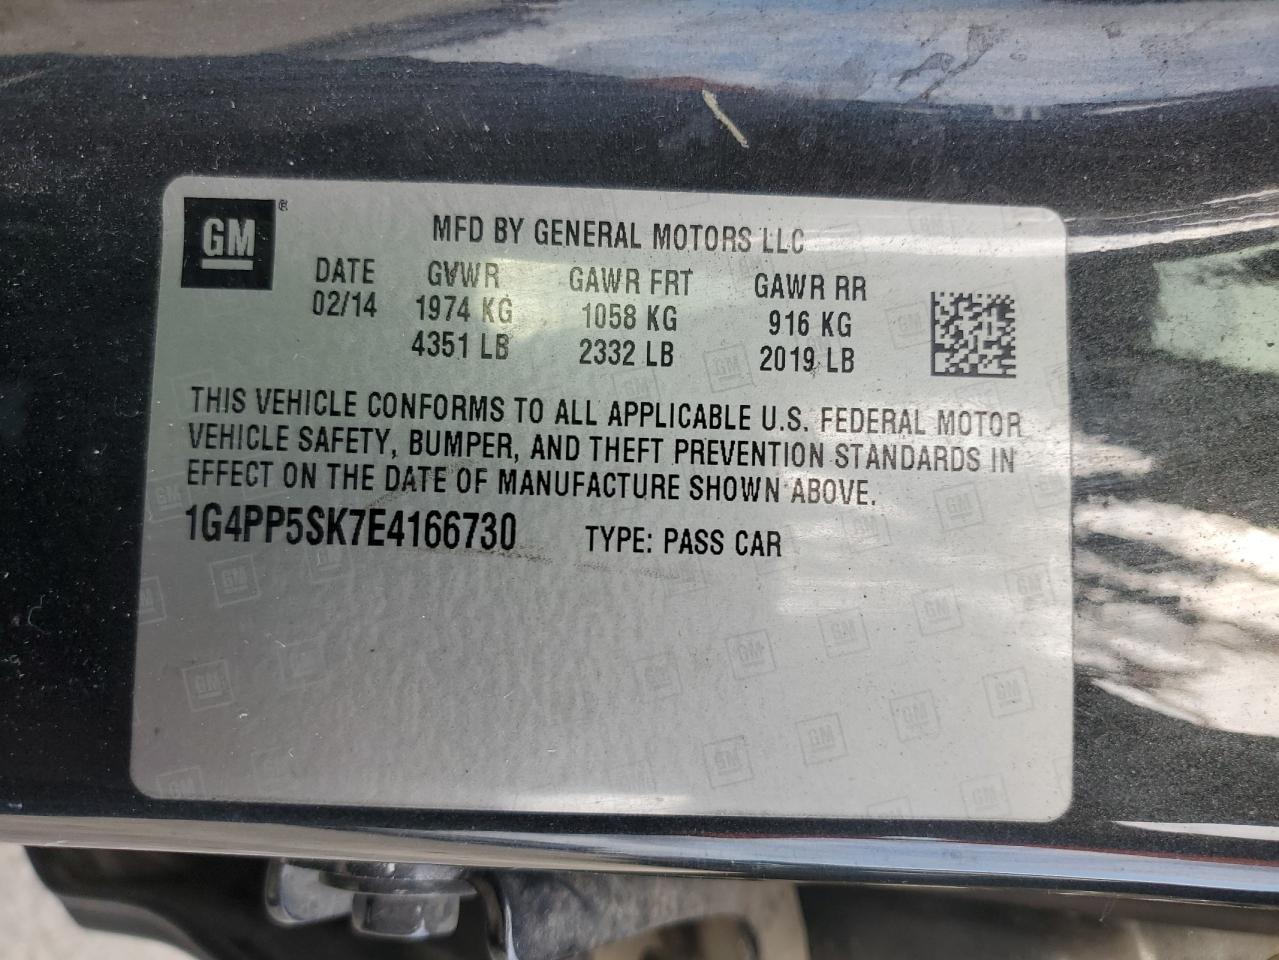 GM ®
MFD BY GENERAL MOTORS LLC
DATE GVWR GAWR FRT GAWR RR
02/14 1974 KG 1058 KG 916 KG
4351 LB 2332 LB 2019 LB
THIS VEHICLE CONFORMS TO ALL APPLICABLE U.S. FEDERAL MOTOR
VEHICLE SAFETY, BUMPER, AND THEFT PREVENTION STANDARDS IN
EFFECT ON THE DATE OF MANUFACTURE SHOWN ABOVE.
1G4PP5SK7E4166730 TYPE: PASS CAR